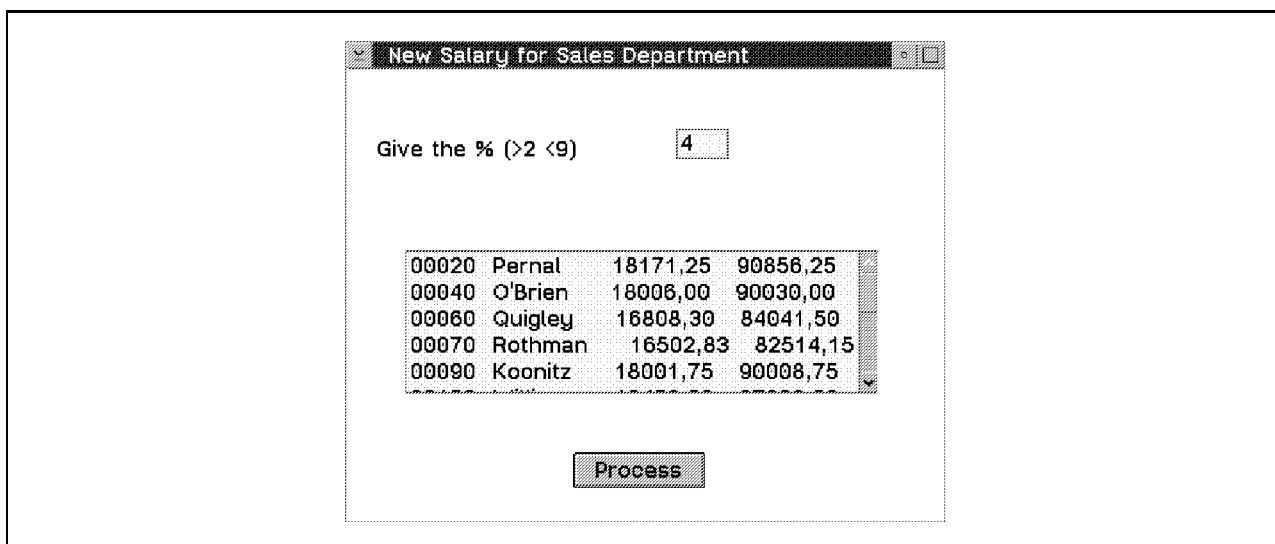 New Salary for Sales Department
Give the % (>2 <9) 4
00020 Pernal 18171,25 90856,25
00040 O'Brien 18006,00 90030,00
00060 Quigley 16808,30 84041,50
00070 Rothman 16502,83 82514,15
00090 Koonitz 18001,75 90008,75
Process